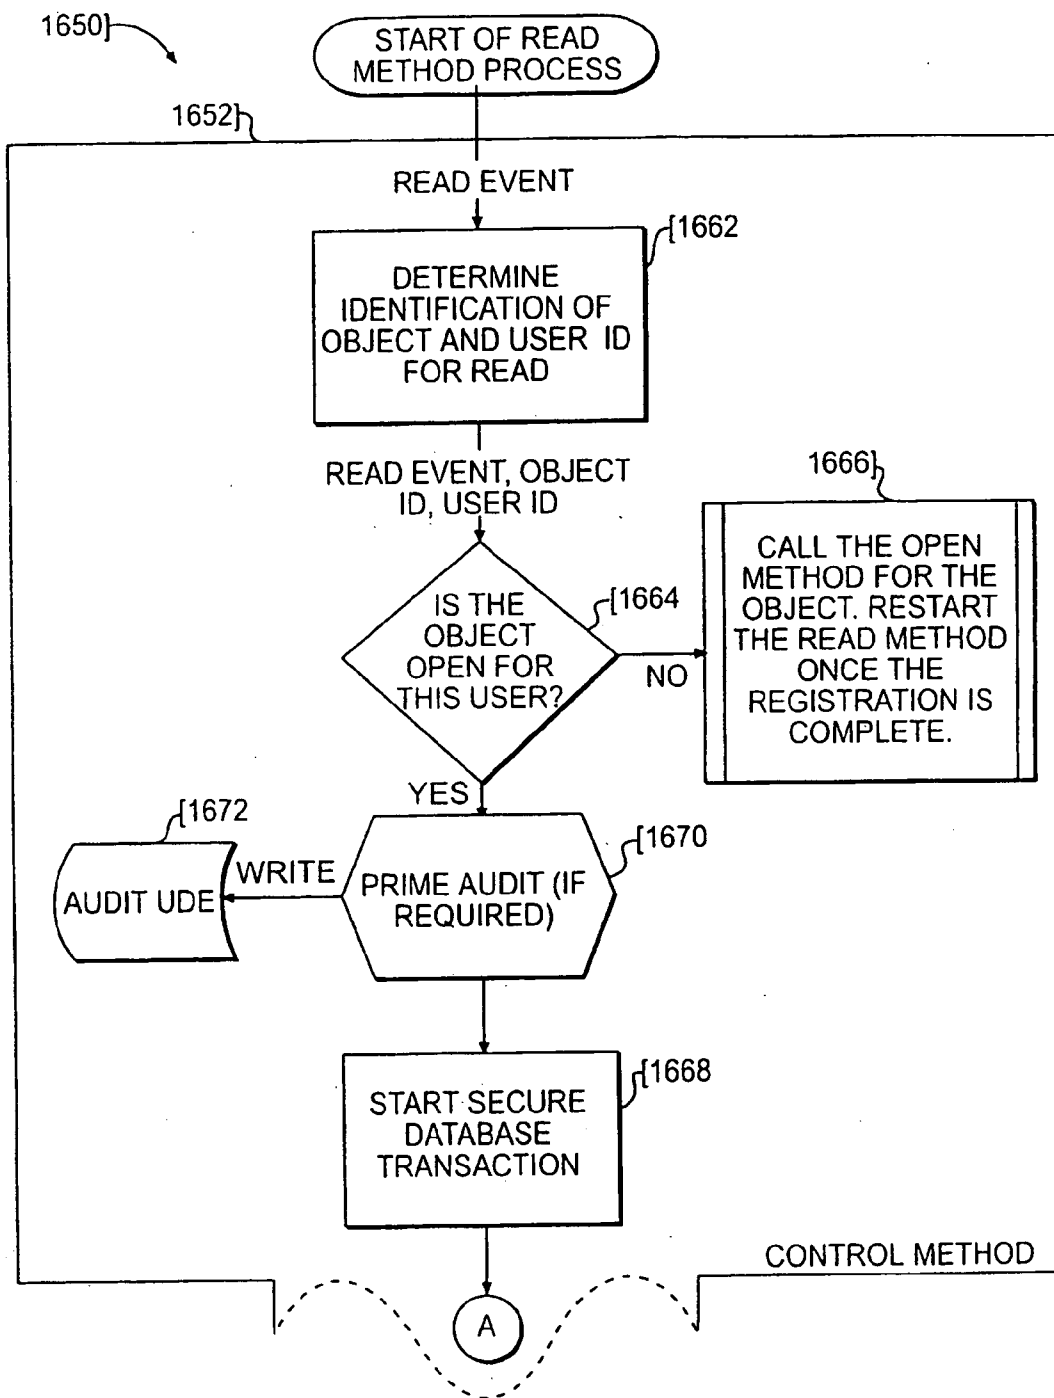 1650}
START OF READ
METHOD PROCESS
1652}
READ EVENT
[1662
DETERMINE
IDENTIFICATION OF
OBJECT AND USER ID
FOR READ
READ EVENT, OBJECT
ID, USER ID
1666}
CALL THE OPEN
METHOD FOR THE
OBJECT. RESTART
THE READ METHOD
ONCE THE
REGISTRATION IS
COMPLETE.
[1664
IS THE
OBJECT
OPEN FOR
THIS USER?
NO
YES
[1672
AUDIT UDE
WRITE
[1670
PRIME AUDIT (IF
REQUIRED)
[1668
START SECURE
DATABASE
TRANSACTION
CONTROL METHOD
A